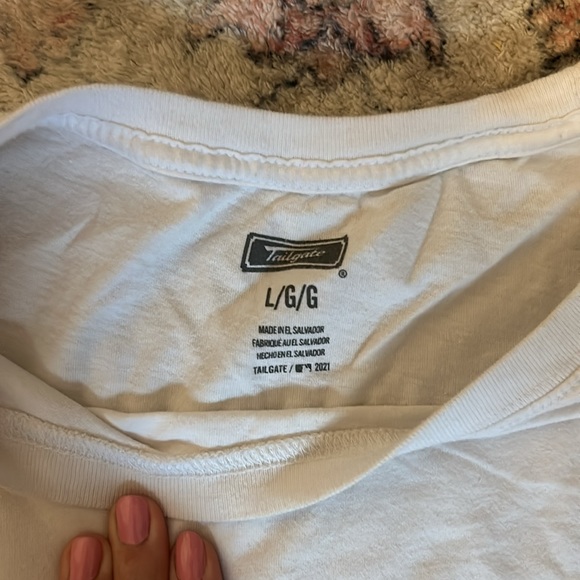 Tailgate
®
L/G/G
MADE IN EL SALVADOR
FABRIQUÉ AU EL SALVADOR
HECHO EN EL SALVADOR
TAILGATE / 2021